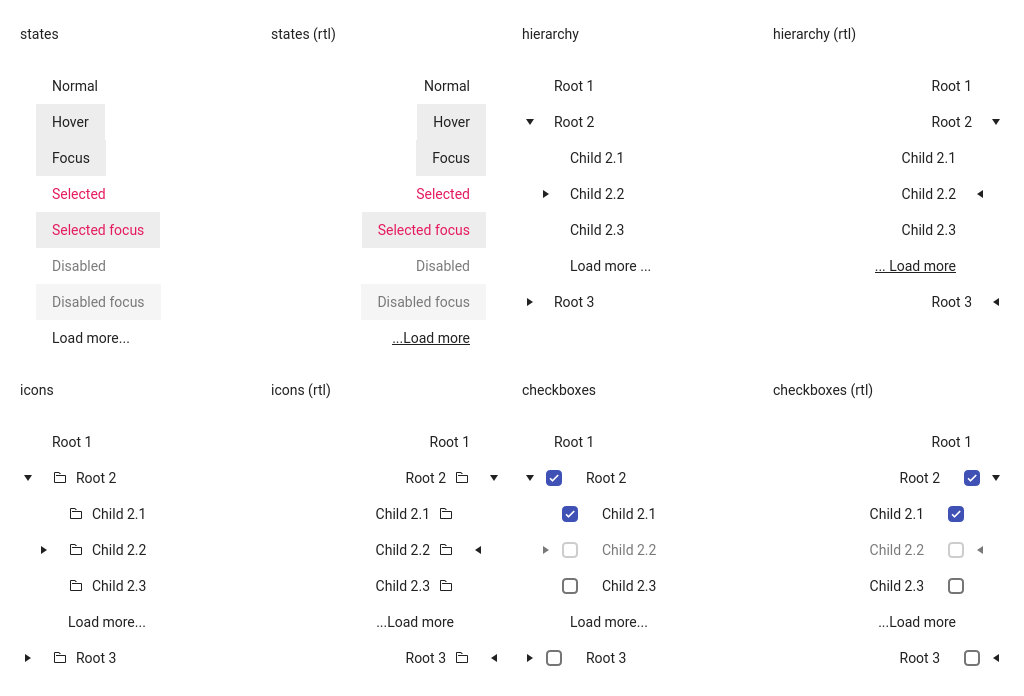 states
Normal
Hover
Focus
Selected
Selected focus
Disabled
Disabled focus
Load more...
states (rtl)
Normal
Hover
Focus
Selected
Selected focus
Disabled
Disabled focus
...Load more
hierarchy
Root 1
Root 2
Child 2.1
Child 2.2
Child 2.3
Load more ...
Root 3
hierarchy (rtl)
Root 1
Root 2
Child 2.1
Child 2.2
Child 2.3
... Load more
Root 3
icons
Root 1
Root 2
Child 2.1
Child 2.2
Child 2.3
Load more...
Root 3
icons (rtl)
Root 1
Root 2
Child 2.1
Child 2.2
Child 2.3
...Load more
Root 3
checkboxes
Root 1
Root 2
Child 2.1
Child 2.2
Child 2.3
Load more...
Root 3
checkboxes (rtl)
Root 1
Root 2
Child 2.1
Child 2.2
Child 2.3
...Load more
Root 3